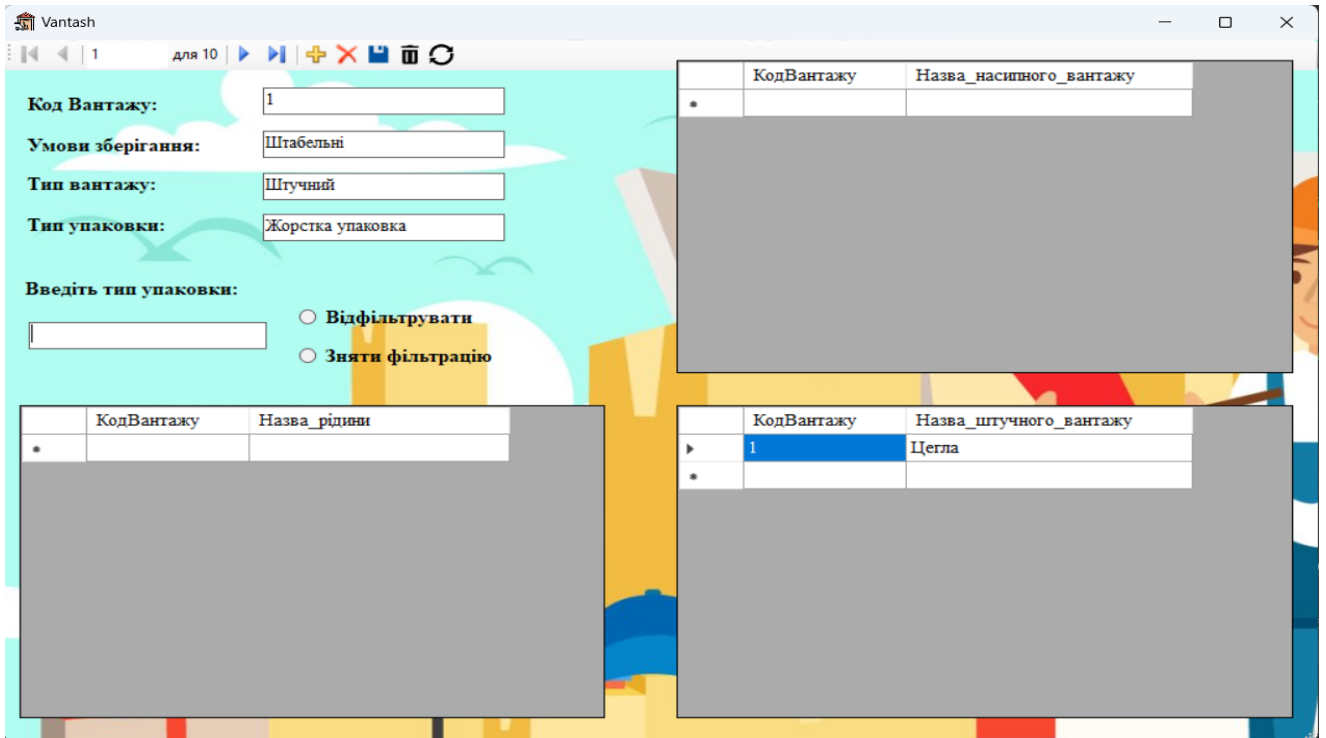 Vantash
1 для 10
Код Вантажу: 1
Умови зберігання: Штабельні
Тип вантажу: Штучний
Тип упаковки: Жорстка упаковка
Введіть тип упаковки:
Відфільтрувати
Зняти фільтрацію
КодВантажу Назва_насипного_вантажу
КодВантажу Назва_рідини
КодВантажу Назва_штучного_вантажу
1 Цегла